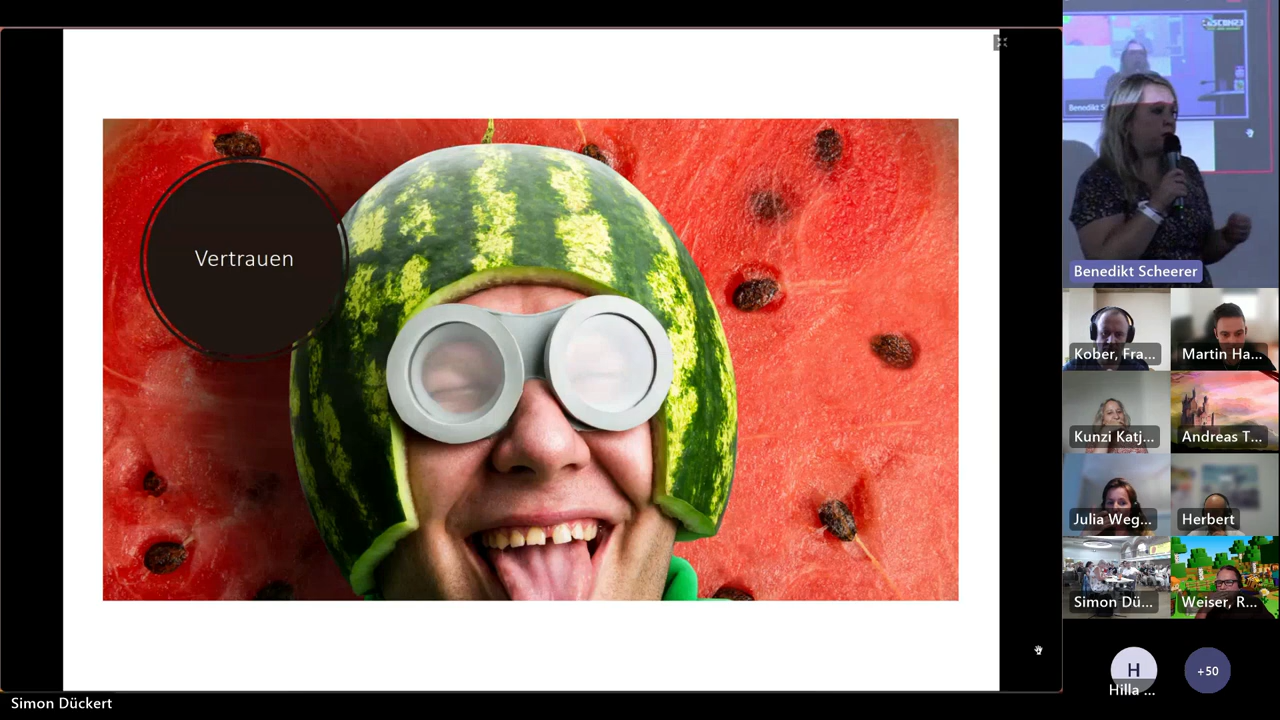 Vertrauen
Simon Dückert
Benedikt S
Benedikt Scheerer
Kober, Fra...
Martin Ha...
Kunzi Katj...
Andreas T...
Julia Weg...
Herbert
Simon Dü...
Weiser, R...
H
Hilla ...
+50